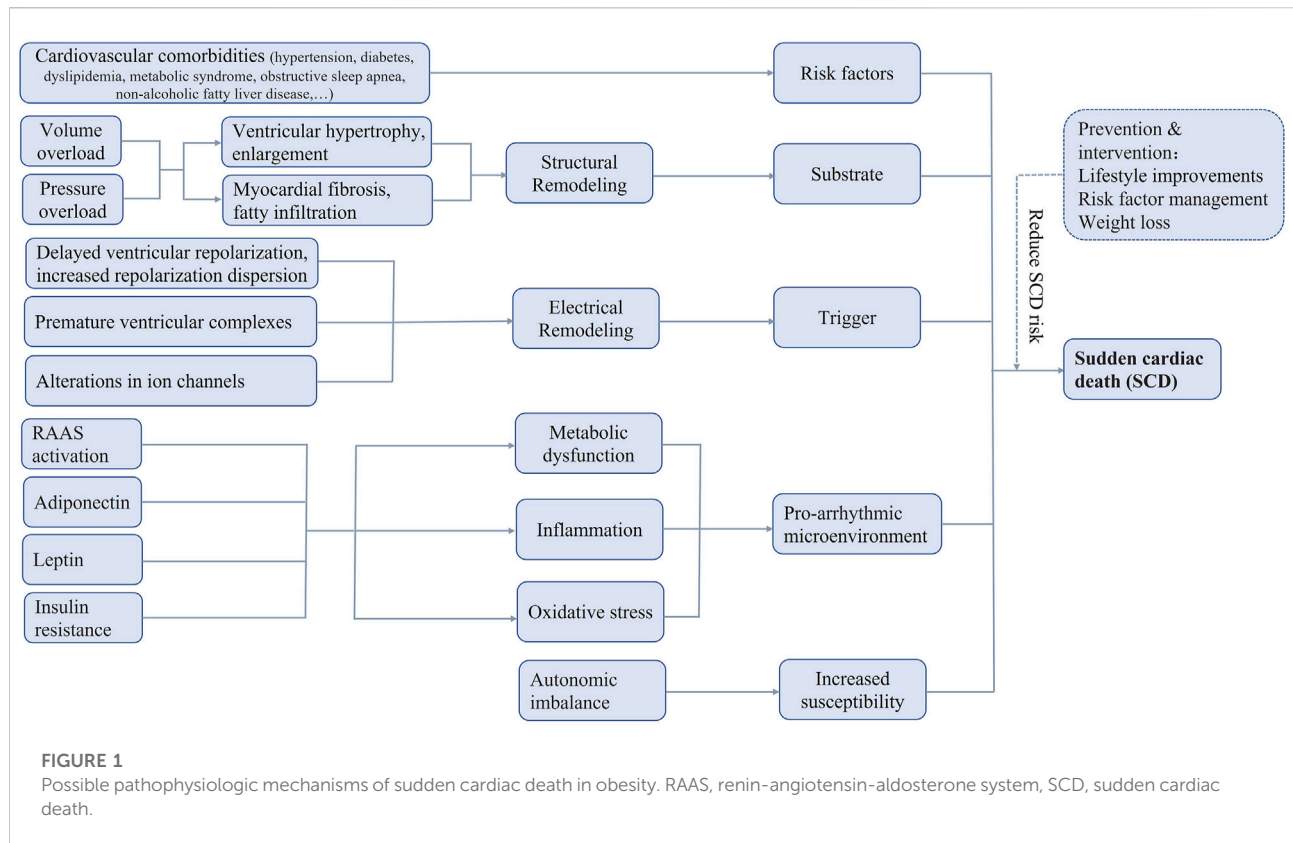 Cardiovascular comorbidities (hypertension, diabetes,
dyslipidemia, metabolic syndrome, obstructive sleep apnea,
non-alcoholic fatty liver disease,…)
Risk factors
Volume
overload
Pressure
overload
Ventricular hypertrophy,
enlargement
Myocardial fibrosis,
fatty infiltration
Structural
Remodeling
Substrate
Prevention &
intervention：
Lifestyle improvements
Risk factor management
Weight loss
Reduce SCD risk
Delayed ventricular repolarization,
increased repolarization dispersion
Premature ventricular complexes
Alterations in ion channels
Electrical
Remodeling
Trigger
Sudden cardiac
death (SCD)
RAAS
activation
Adiponectin
Leptin
Insulin
resistance
Metabolic
dysfunction
Inflammation
Oxidative stress
Pro-arrhythmic
microenvironment
Autonomic
imbalance
Increased
susceptibility
FIGURE 1
Possible pathophysiologic mechanisms of sudden cardiac death in obesity. RAAS, renin-angiotensin-aldosterone system, SCD, sudden cardiac
death.